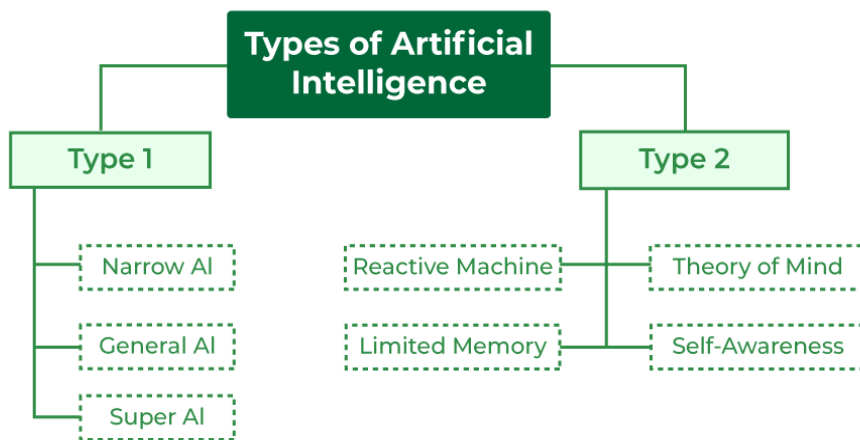 Types of Artificial
Intelligence
Type 1
Type 2
Narrow AI
General AI
Super AI
Reactive Machine
Theory of Mind
Limited Memory
Self-Awareness